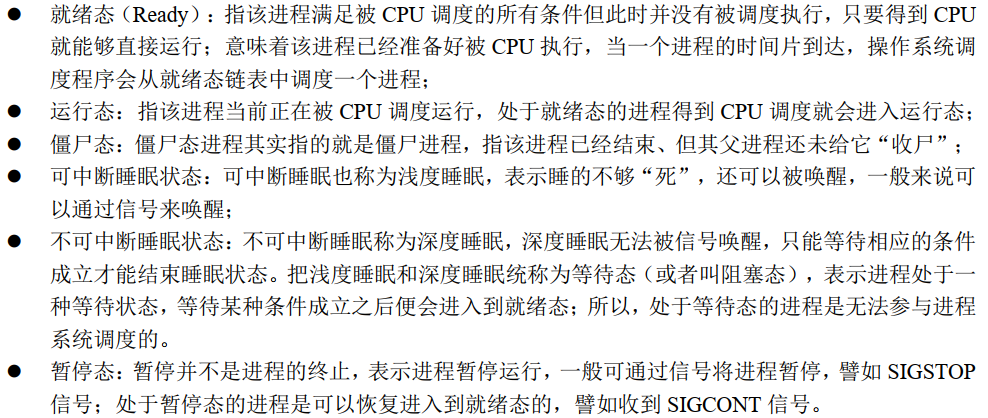 ● 就绪态（Ready）：指该进程满足被 CPU 调度的所有条件但此时并没有被调度执行，只要得到 CPU
就能够直接运行；意味着该进程已经准备好被 CPU 执行，当一个进程的时间片到达，操作系统调
度程序会从就绪态链表中调度一个进程；
● 运行态：指该进程当前正在被 CPU 调度运行，处于就绪态的进程得到 CPU 调度就会进入运行态；
● 僵尸态：僵尸态进程其实指的就是僵尸进程，指该进程已经结束、但其父进程还未给它“收尸”；
● 可中断睡眠状态：可中断睡眠也称为浅度睡眠，表示睡的不够“死”，还可以被唤醒，一般来说可
以通过信号来唤醒；
● 不可中断睡眠状态：不可中断睡眠称为深度睡眠，深度睡眠无法被信号唤醒，只能等待相应的条件
成立才能结束睡眠状态。把浅度睡眠和深度睡眠统称为等待态（或者叫阻塞态），表示进程处于一
种等待状态，等待某种条件成立之后便会进入到就绪态；所以，处于等待态的进程是无法参与进程
系统调度的。
● 暂停态：暂停并不是进程的终止，表示进程暂停运行，一般可通过信号将进程暂停，譬如 SIGSTOP
信号；处于暂停态的进程是可以恢复进入到就绪态的，譬如收到 SIGCONT 信号。